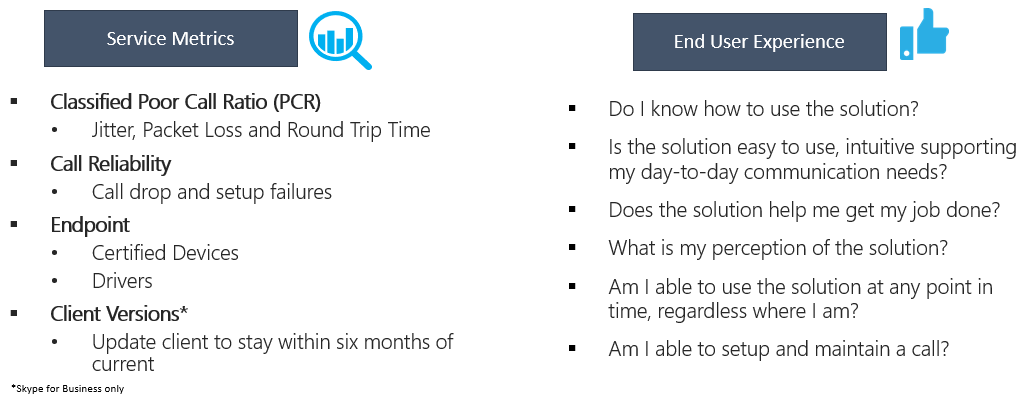 Service Metrics
Classified Poor Call Ratio (PCR)
Jitter, Packet Loss and Round Trip Time
Call Reliability
Call drop and setup failures
Endpoint
Certified Devices
Drivers
Client Versions*
Update client to stay within six months of
current
*Skype for Business only
End User Experience
Do I know how to use the solution?
Is the solution easy to use, intuitive supporting
my day-to-day communication needs?
Does the solution help me get my job done?
What is my perception of the solution?
Am I able to use the solution at any point in
time, regardless where I am?
Am I able to setup and maintain a call?